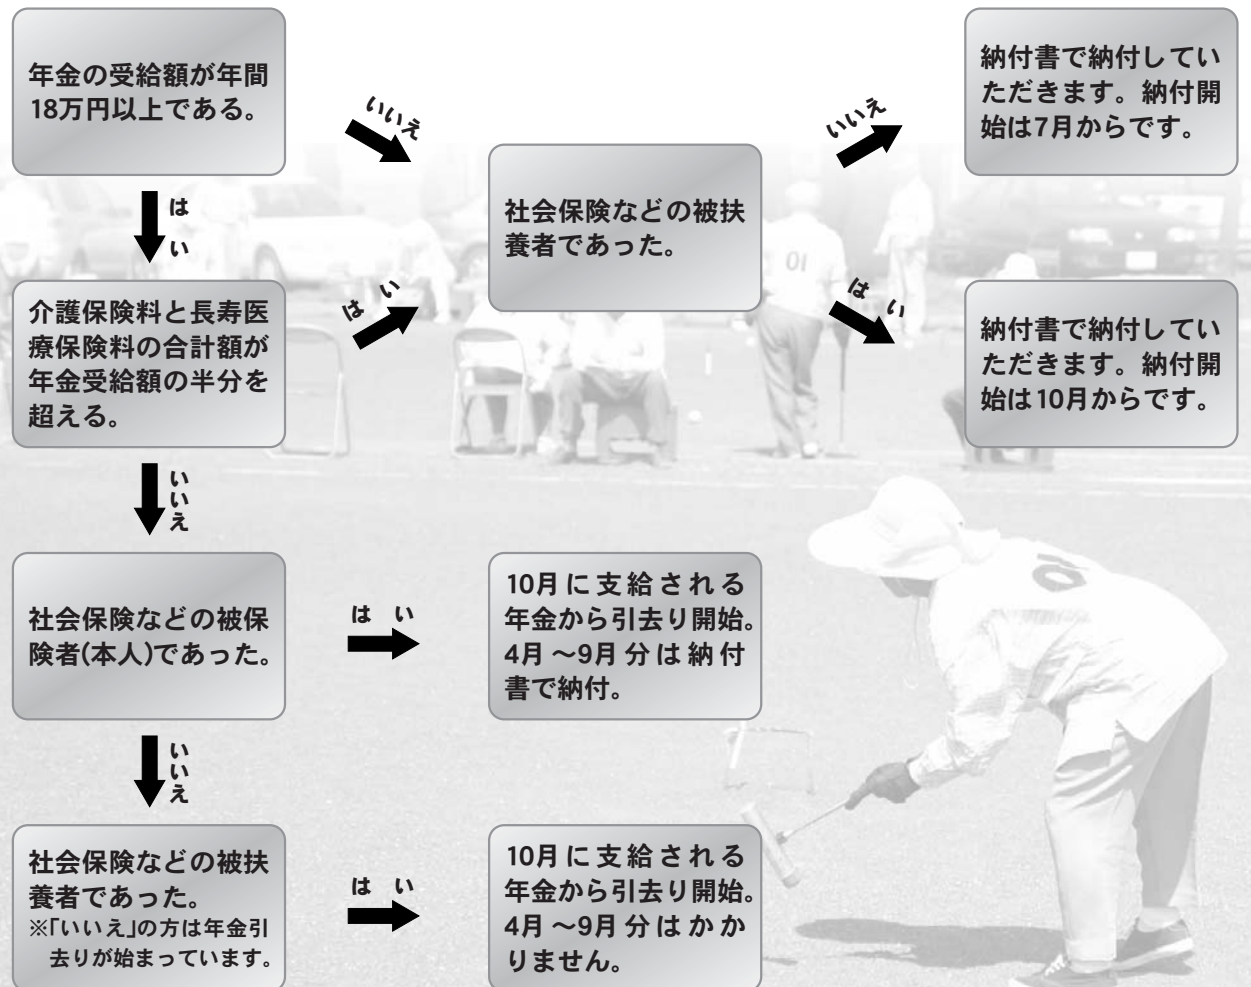 年金の受給額が年間
18万円以上である。
いいえ
はい
社会保険などの被扶
養者であった。
いいえ
納付書で納付してい
ただきます。納付開
始は7月からです。
はい
納付書で納付してい
ただきます。納付開
始は10月からです。
介護保険料と長寿医
療保険料の合計額が
年金受給額の半分を
超える。
はい
いいえ
社会保険などの被保
険者(本人)であった。
はい
10月に支給される
年金から引去り開始。
4月〜9月分は納付
書で納付。
いいえ
社会保険などの被扶
養者であった。
※「いいえ」の方は年金引
去りが始まっています。
はい
10月に支給される
年金から引去り開始。
4月〜9月分はかか
りません。
01
01